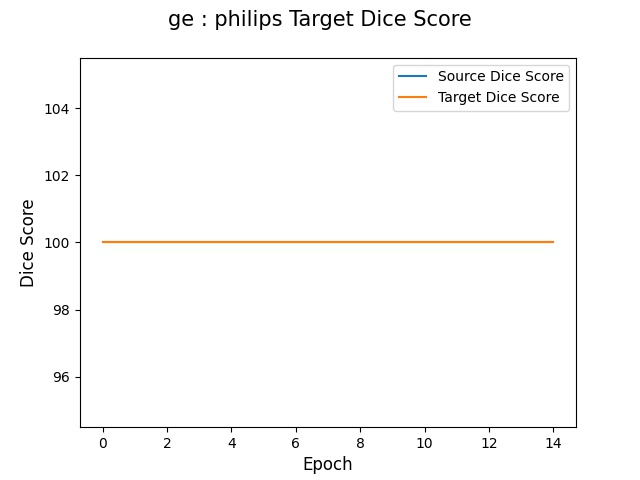 ge : philips Target Dice Score
Source Dice Score
Target Dice Score
104
102
100
98
96
Dice Score
0 2 4 6 8 10 12 14
Epoch